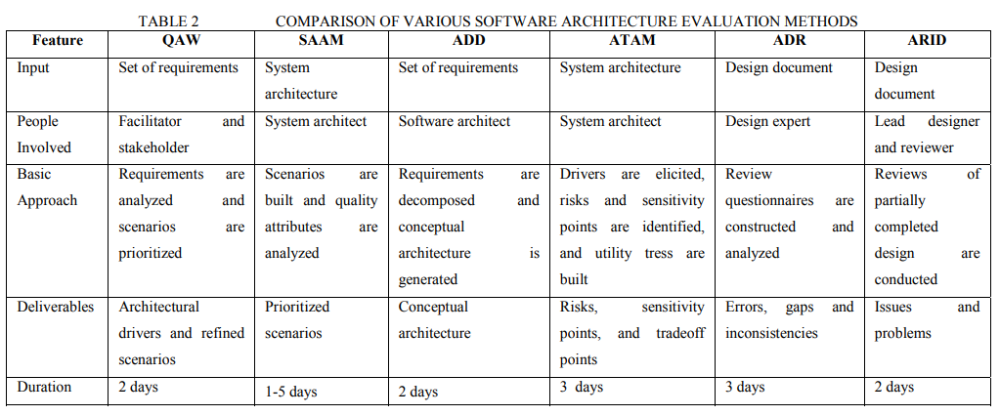 TABLE 2 COMPARISON OF VARIOUS SOFTWARE ARCHITECTURE EVALUATION METHODS
Feature QAW SAAM ADD ATAM ADR ARID
Input Set of requirements System Set of requirements System architecture Design document Design
architecture document
People Facilitator and System architect Software architect System architect Design expert Lead designer
Involved stakeholder and reviewer
Basic Requirements are Scenarios are Requirements are Drivers are elicited, Review Reviews of
Approach analyzed and built and quality decomposed and risks and sensitivity questionnaires are partially
scenarios are attributes are conceptual points are identified, constructed and completed
prioritized analyzed architecture is and utility tress are analyzed design are
generated built conducted
Deliverables Architectural Prioritized Conceptual Risks, sensitivity Errors, gaps and Issues and
drivers and refined scenarios architecture points, and tradeoff inconsistencies problems
scenarios points
Duration 2 days 1-5 days 2 days 3 days 3 days 2 days